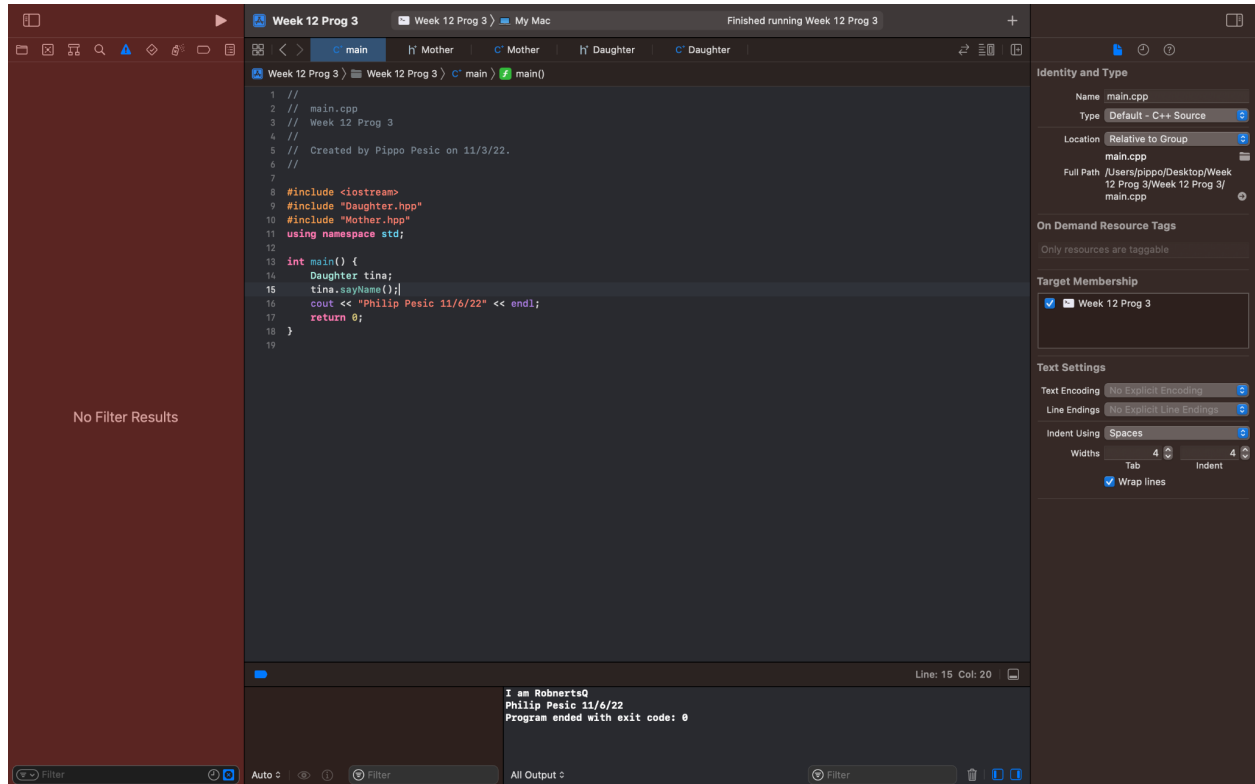 Week 12 Prog 3
Week 12 Prog 3 〉 My Mac
Finished running Week 12 Prog 3
main
Mother
Mother
Daughter
Daughter
Week 12 Prog 3 〉 Week 12 Prog 3 〉 main 〉 main()
1 //
2 // main.cpp
3 // Week 12 Prog 3
4 //
5 // Created by Pippo Pesic on 11/3/22.
6 //
7
8 #include <iostream>
9 #include "Daughter.hpp"
10 #include "Mother.hpp"
11 using namespace std;
12
13 int main() {
14 Daughter tina;
15 tina.sayName();
16 cout << "Philip Pesic 11/6/22" << endl;
17 return 0;
18 }
19
No Filter Results
Filter
Line: 15 Col: 20
I am RobnertsQ
Philip Pesic 11/6/22
Program ended with exit code: 0
Auto
Filter
All Output
Filter
Identity and Type
Name main.cpp
Type Default - C++ Source
Location Relative to Group
main.cpp
Full Path /Users/pippo/Desktop/Week
12 Prog 3/Week 12 Prog 3/
main.cpp
On Demand Resource Tags
Only resources are taggable
Target Membership
Week 12 Prog 3
Text Settings
Text Encoding No Explicit Encoding
Line Endings No Explicit Line Endings
Indent Using Spaces
Widths 4 4
Tab Indent
Wrap lines